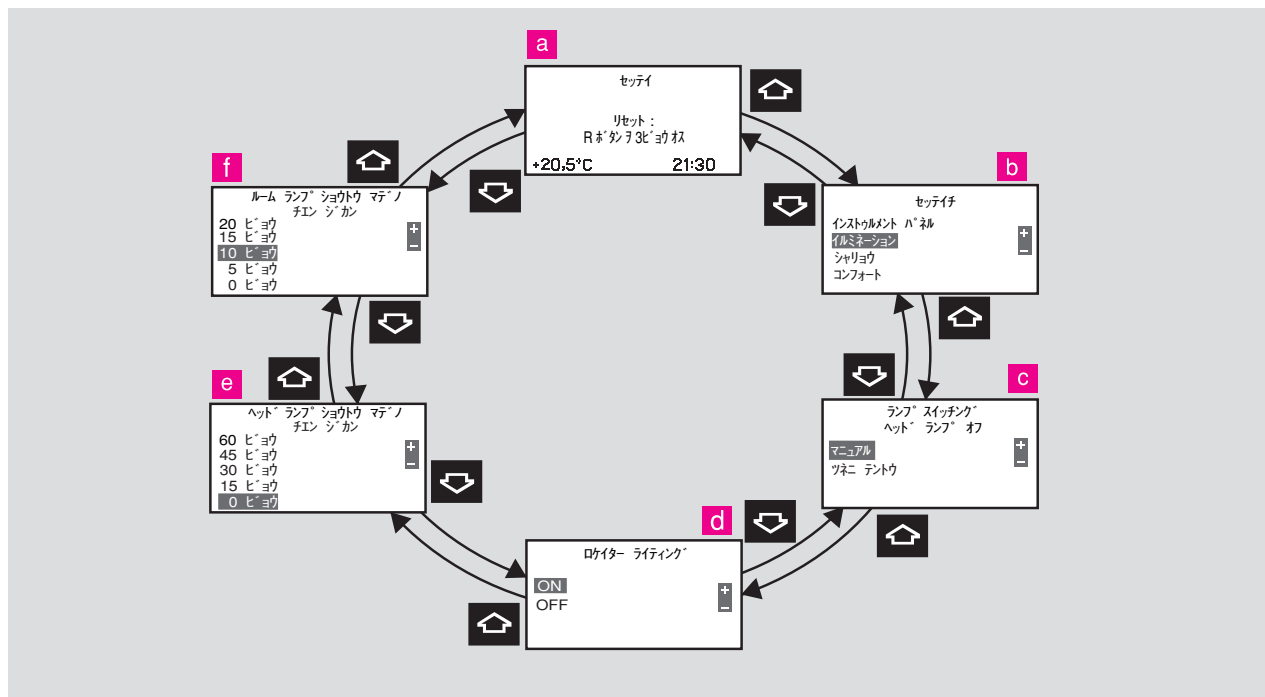 a
セッテイ
リセット :
R ホ゛タン ヲ 3ヒ゛ョウ オス
+20,5°C 21:30
b
セッテイチ
インストゥルメント パネル
イルミネーション
シャリョウ
コンフォート
+
−
c
ランプ スイッチング
ヘッド ランプ オフ
マニュアル
ツネニ テントウ
+
−
d
ロケイター ライティング
ON
OFF
+
−
e
ヘッド ランプ ショウトウ マデノ
チエン ジカン
60 ビョウ
45 ビョウ
30 ビョウ
15 ビョウ
0 ビョウ
+
−
f
ルーム ランプ ショウトウ マデノ
チエン ジカン
20 ビョウ
15 ビョウ
10 ビョウ
5 ビョウ
0 ビョウ
+
−